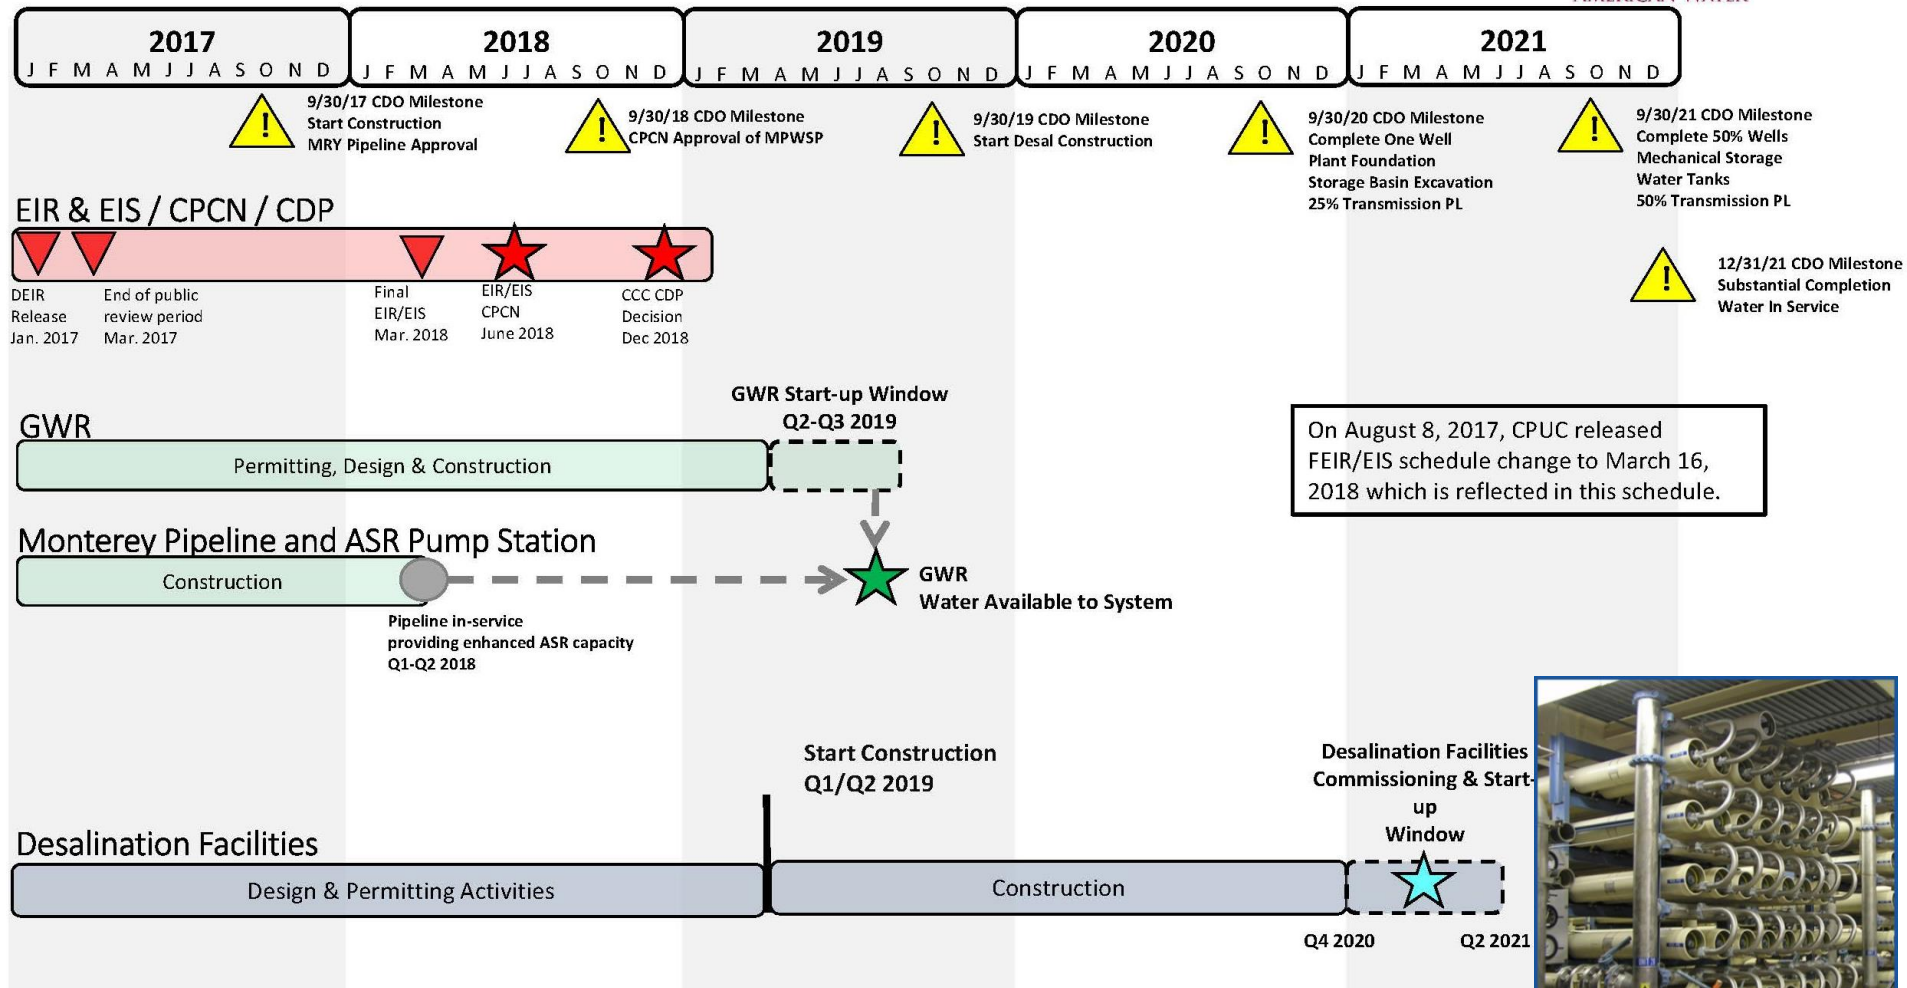 AMERICAN WATER
2017
2018
2019
2020
2021
J F M A M J J A S O N D
J F M A M J J A S O N D
J F M A M J J A S O N D
J F M A M J J A S O N D
J F M A M J J A S O N D
9/30/17 CDO Milestone
Start Construction
MRY Pipeline Approval
9/30/18 CDO Milestone
CPCN Approval of MPWSP
9/30/19 CDO Milestone
Start Desal Construction
9/30/20 CDO Milestone
Complete One Well
Plant Foundation
Storage Basin Excavation
25% Transmission PL
9/30/21 CDO Milestone
Complete 50% Wells
Mechanical Storage
Water Tanks
50% Transmission PL
12/31/21 CDO Milestone
Substantial Completion
Water In Service
EIR & EIS / CPCN / CDP
DEIR
Release
Jan. 2017
End of public
review period
Mar. 2017
Final
EIR/EIS
Mar. 2018
EIR/EIS
CPCN
June 2018
CCC CDP
Decision
Dec 2018
GWR Start-up Window
Q2-Q3 2019
GWR
Permitting, Design & Construction
On August 8, 2017, CPUC released
FEIR/EIS schedule change to March 16,
2018 which is reflected in this schedule.
Monterey Pipeline and ASR Pump Station
Construction
GWR
Water Available to System
Pipeline in-service
providing enhanced ASR capacity
Q1-Q2 2018
Start Construction
Q1/Q2 2019
Desalination Facilities
Commissioning & Start-
up
Window
Desalination Facilities
Design & Permitting Activities
Construction
Q4 2020
Q2 2021